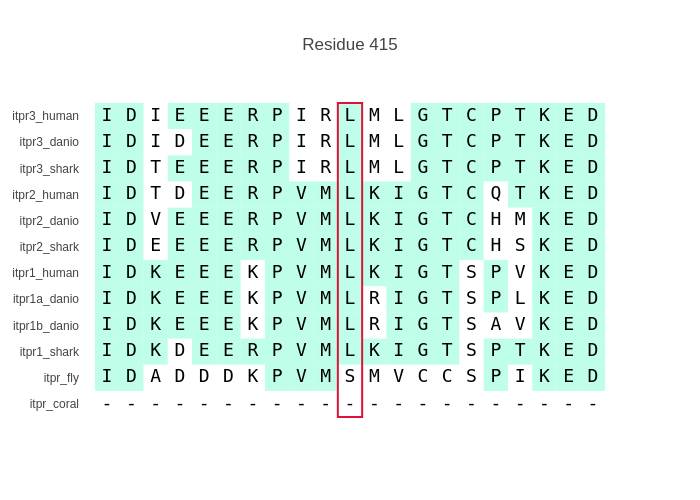 Residue 415
itpr3_human I D I E E E R P I R L M L G T C P T K E D
itpr3_danio I D I D E E R P I R L M L G T C P T K E D
itpr3_shark I D T E E E R P I R L M L G T C P T K E D
itpr2_human I D T D E E R P V M L K I G T C Q T K E D
itpr2_danio I D V E E E R P V M L K I G T C H M K E D
itpr2_shark I D E E E E R P V M L K I G T C H S K E D
itpr1_human I D K E E E K P V M L K I G T S P V K E D
itpr1a_danio I D K E E E K P V M L R I G T S P L K E D
itpr1b_danio I D K E E E K P V M L R I G T S A V K E D
itpr1_shark I D K D E E R P V M L K I G T S P T K E D
itpr_fly I D A D D D K P V M S M V C C S P I K E D
itpr_coral - - - - - - - - - - - - - - - - - - - - -